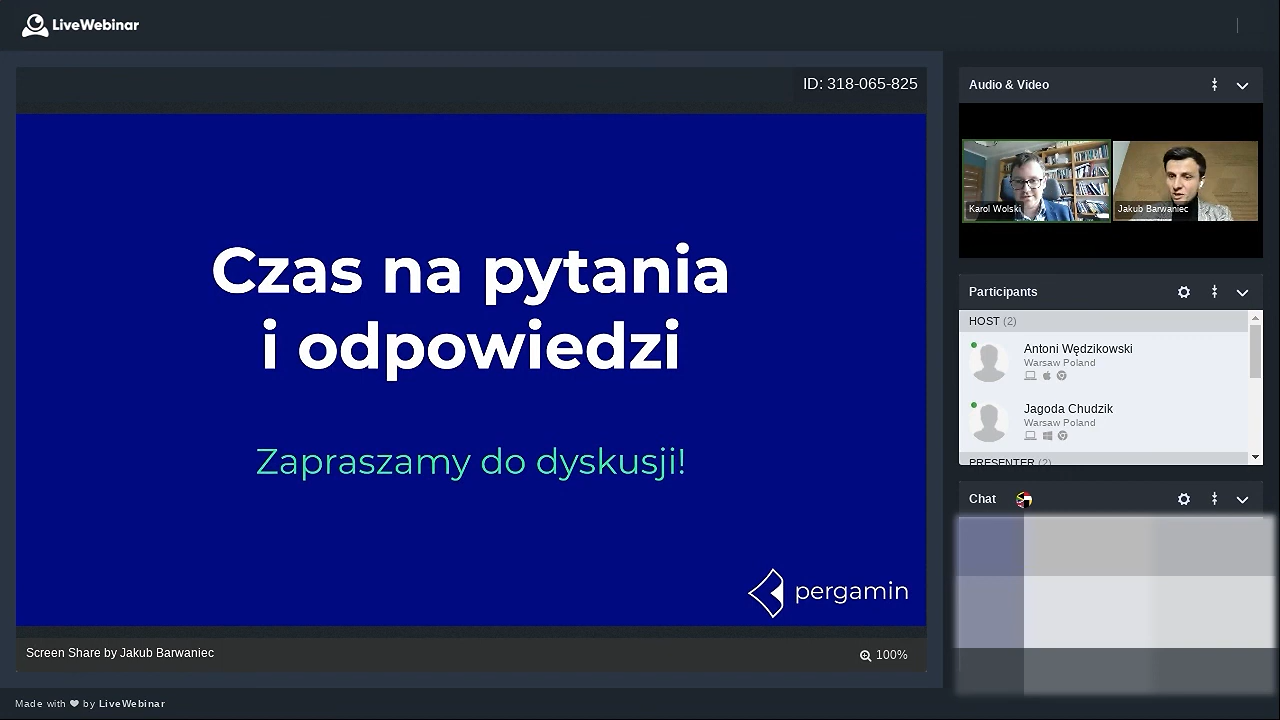 LiveWebinar
ID: 318-065-825
Czas na pytania
i odpowiedzi
Zapraszamy do dyskusji!
pergamin
Screen Share by Jakub Barwaniec
100%
Audio & Video
Karol Wolski
Jakub Barwaniec
Participants
HOST (2)
Antoni Wędzikowski
Warsaw Poland
Jagoda Chudzik
Warsaw Poland
PRESENTER (2)
Chat
Made with ❤ by LiveWebinar